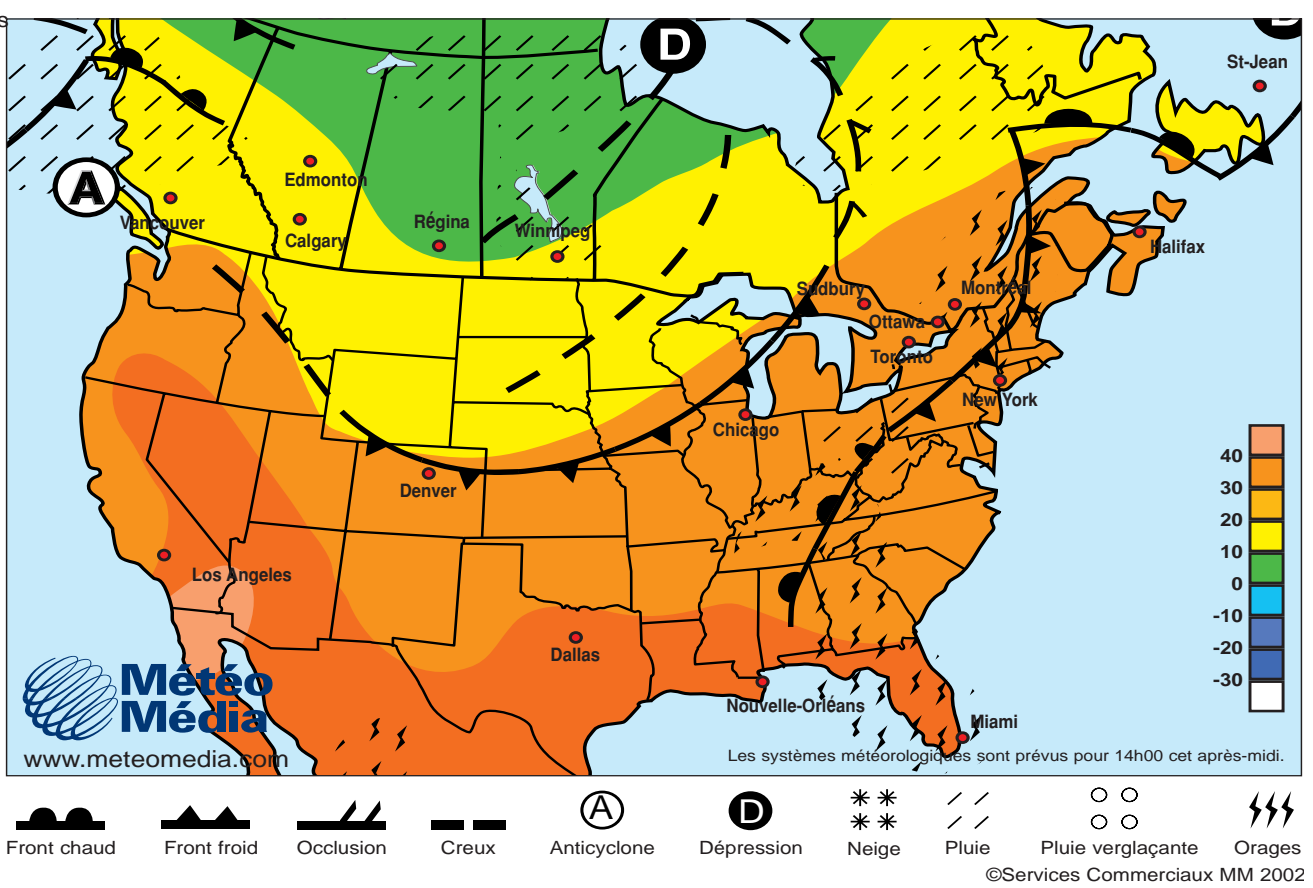 s
D
D
St-Jean
A
Edmonton
Vancouver
Calgary
Régina
Winnipeg
Halifax
Sudbury
Montréal
Ottawa
Toronto
New York
Chicago
Denver
Los Angeles
Dallas
Nouvelle-Orléans
Miami
40
30
20
10
0
-10
-20
-30
Météo
Média
www.meteomedia.com
Les systèmes météorologiques sont prévus pour 14h00 cet après-midi.
A
D
Front chaud
Front froid
Occlusion
Creux
Anticyclone
Dépression
Neige
Pluie
Pluie verglaçante
Orages
©Services Commerciaux MM 2002